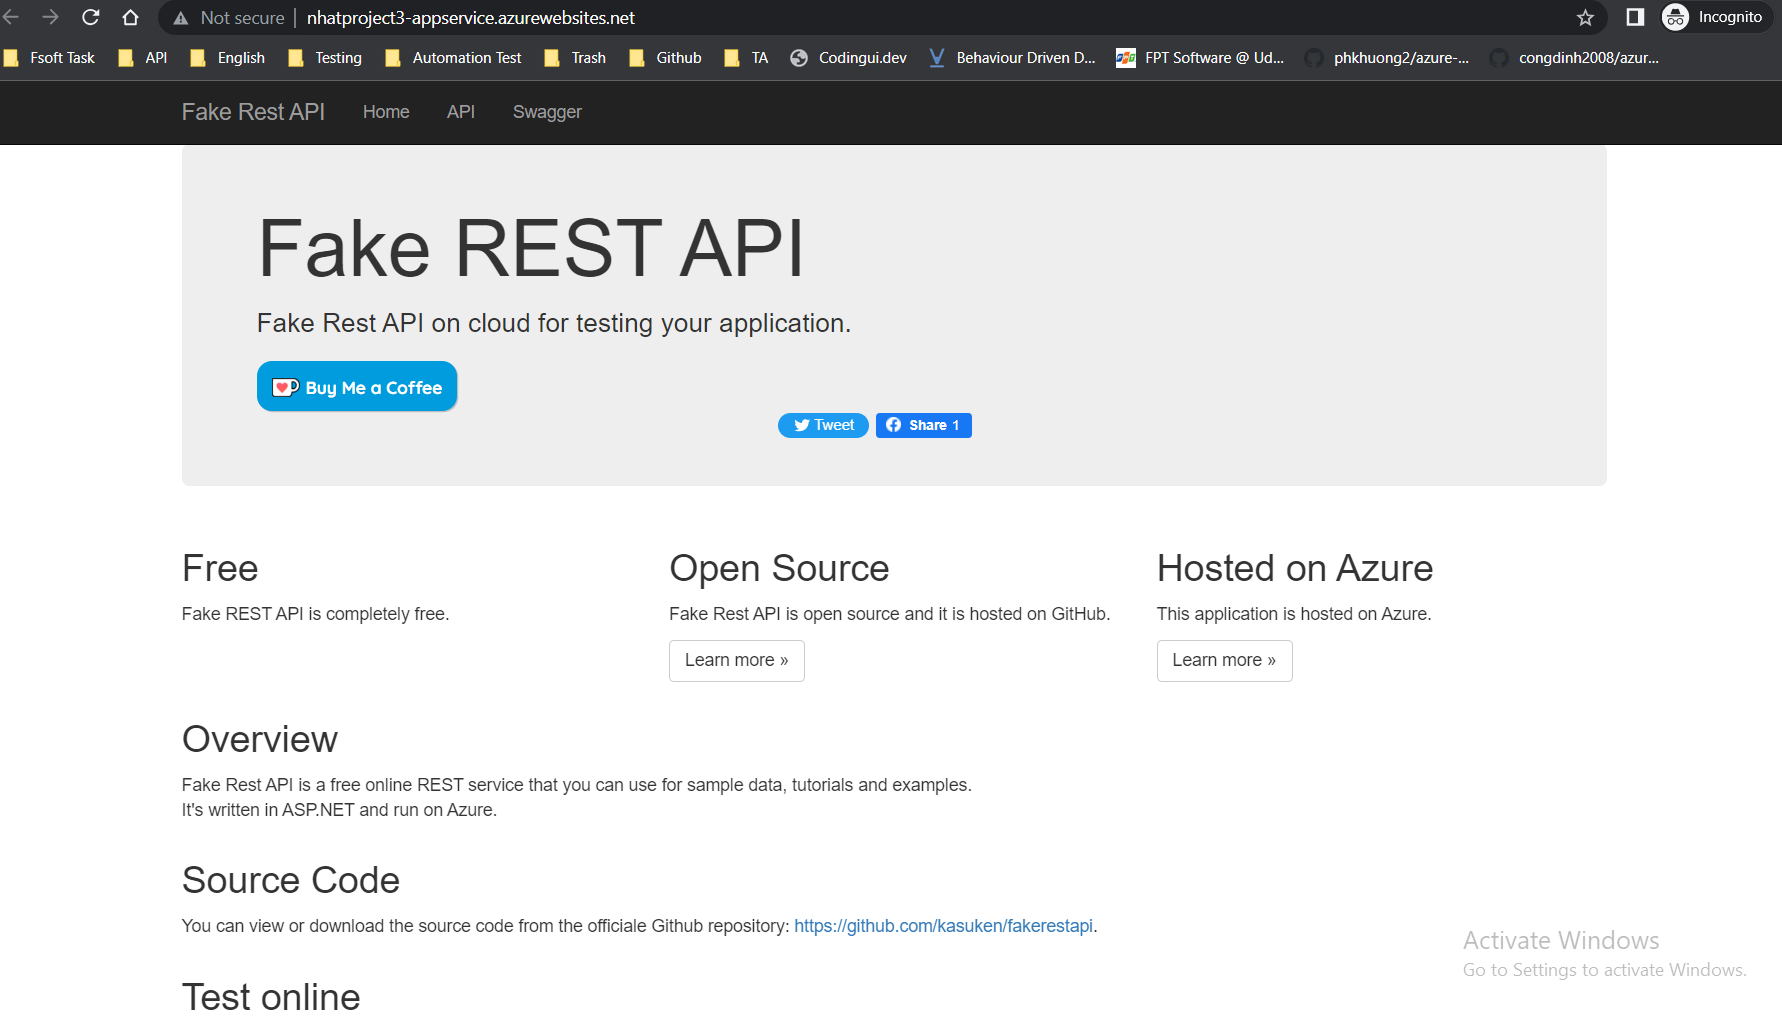 Not secure | nhatproject3-appservice.azurewebsites.net Incognito
Fsoft Task API English Testing Automation Test Trash Github TA Codingui.dev Behaviour Driven D... FPT Software @ Ud... phkhuong2/azure-... congdinh2008/azur...
Fake Rest API Home API Swagger
Fake REST API
Fake Rest API on cloud for testing your application.
Buy Me a Coffee
Tweet Share 1
Free Open Source Hosted on Azure
Fake REST API is completely free. Fake Rest API is open source and it is hosted on GitHub. This application is hosted on Azure.
Learn more » Learn more »
Overview
Fake Rest API is a free online REST service that you can use for sample data, tutorials and examples.
It's written in ASP.NET and run on Azure.
Source Code
You can view or download the source code from the officiale Github repository: https://github.com/kasuken/fakerestapi.
Activate Windows
Go to Settings to activate Windows.
Test online